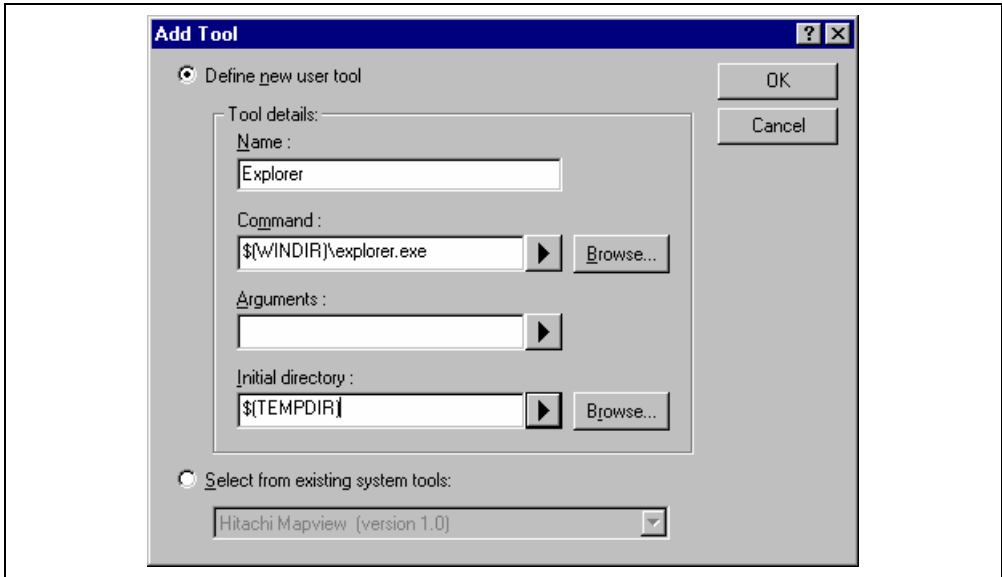 Add Tool
Define new user tool
OK
Tool details:
Cancel
Name :
Explorer
Command :
$(WINDIR)\explorer.exe
Browse...
Arguments :
Initial directory :
$(TEMPDIR)
Browse...
Select from existing system tools:
Hitachi Mapview (version 1.0)